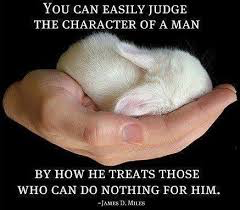 YOU CAN EASILY JUDGE
THE CHARACTER OF A MAN
BY HOW HE TREATS THOSE
WHO CAN DO NOTHING FOR HIM.
~JAMES D. MILES